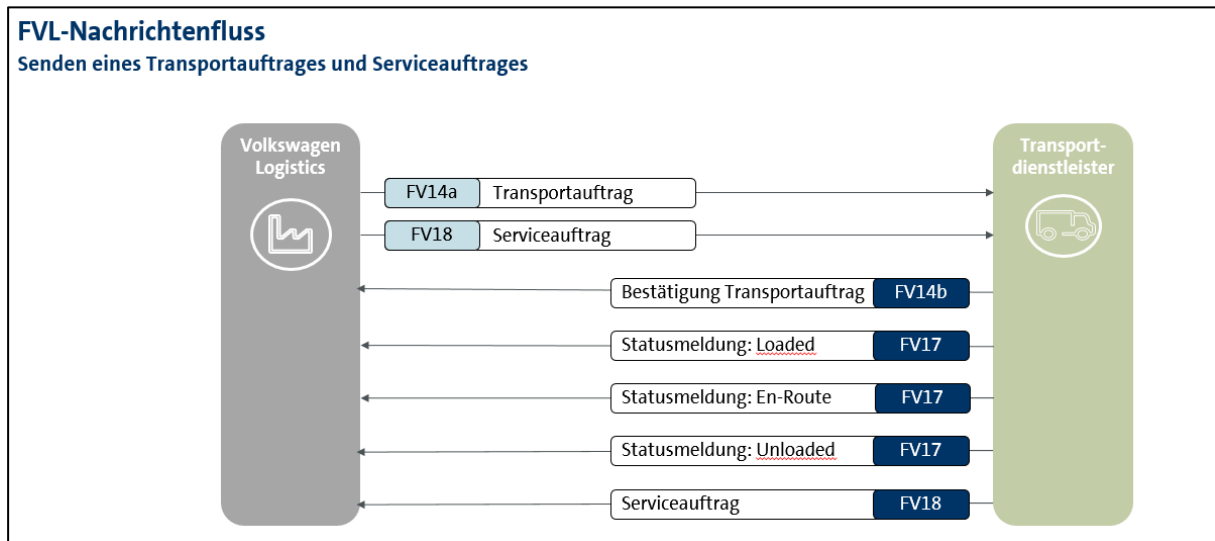 FVL-Nachrichtenfluss
Senden eines Transportauftrages und Serviceauftrages
Volkswagen
Logistics
Transport-
dienstleister
FV14a Transportauftrag
FV18 Serviceauftrag
Bestätigung Transportauftrag FV14b
Statusmeldung: Loaded FV17
Statusmeldung: En-Route FV17
Statusmeldung: Unloaded FV17
Serviceauftrag FV18